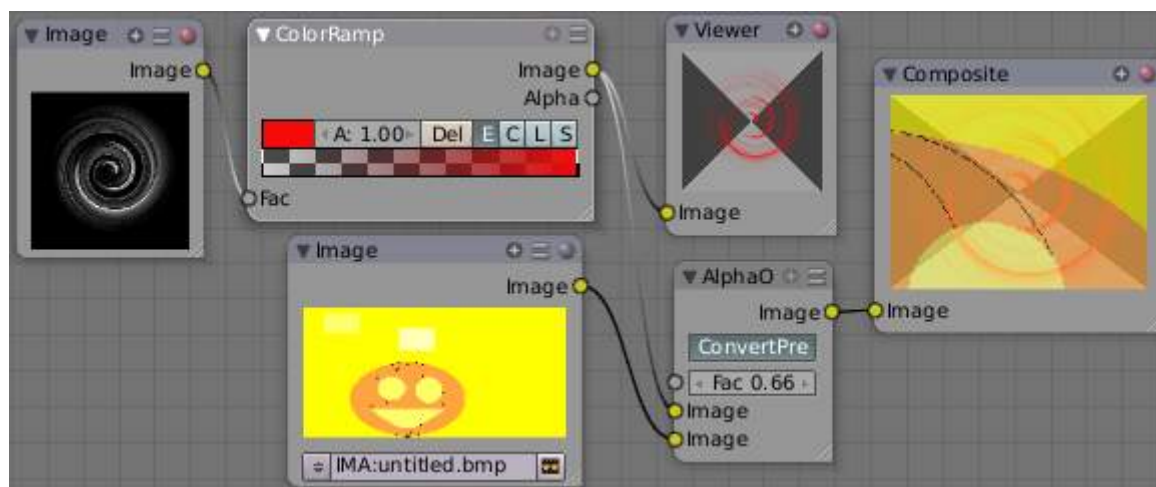 Image
Image
ColorRamp
Image
Alpha
A: 1.00 Del E C L S
Fac
Viewer
Image
Composite
Image
Image
Image
IMA:untitled.bmp
AlphaO
Image
ConvertPre
Fac 0.66
Image
Image